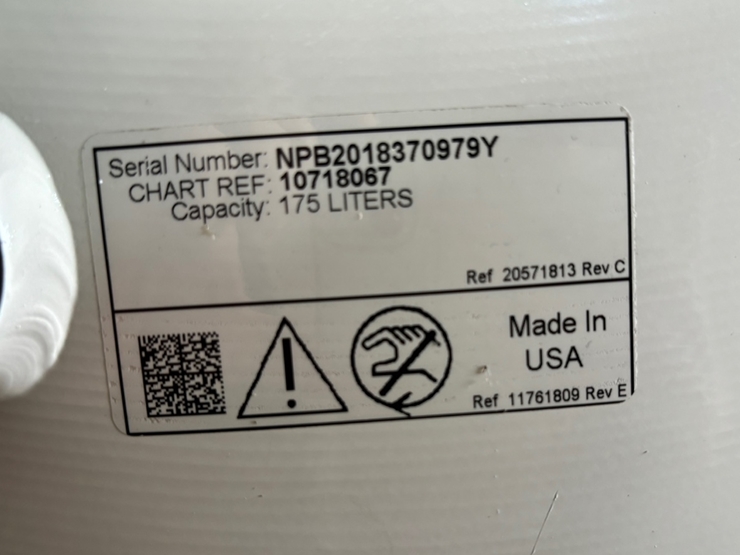 Serial Number: NPB2018370979Y
CHART REF: 10718067
Capacity: 175 LITERS
Ref 20571813 Rev C
Made In
USA
Ref 11761809 Rev E